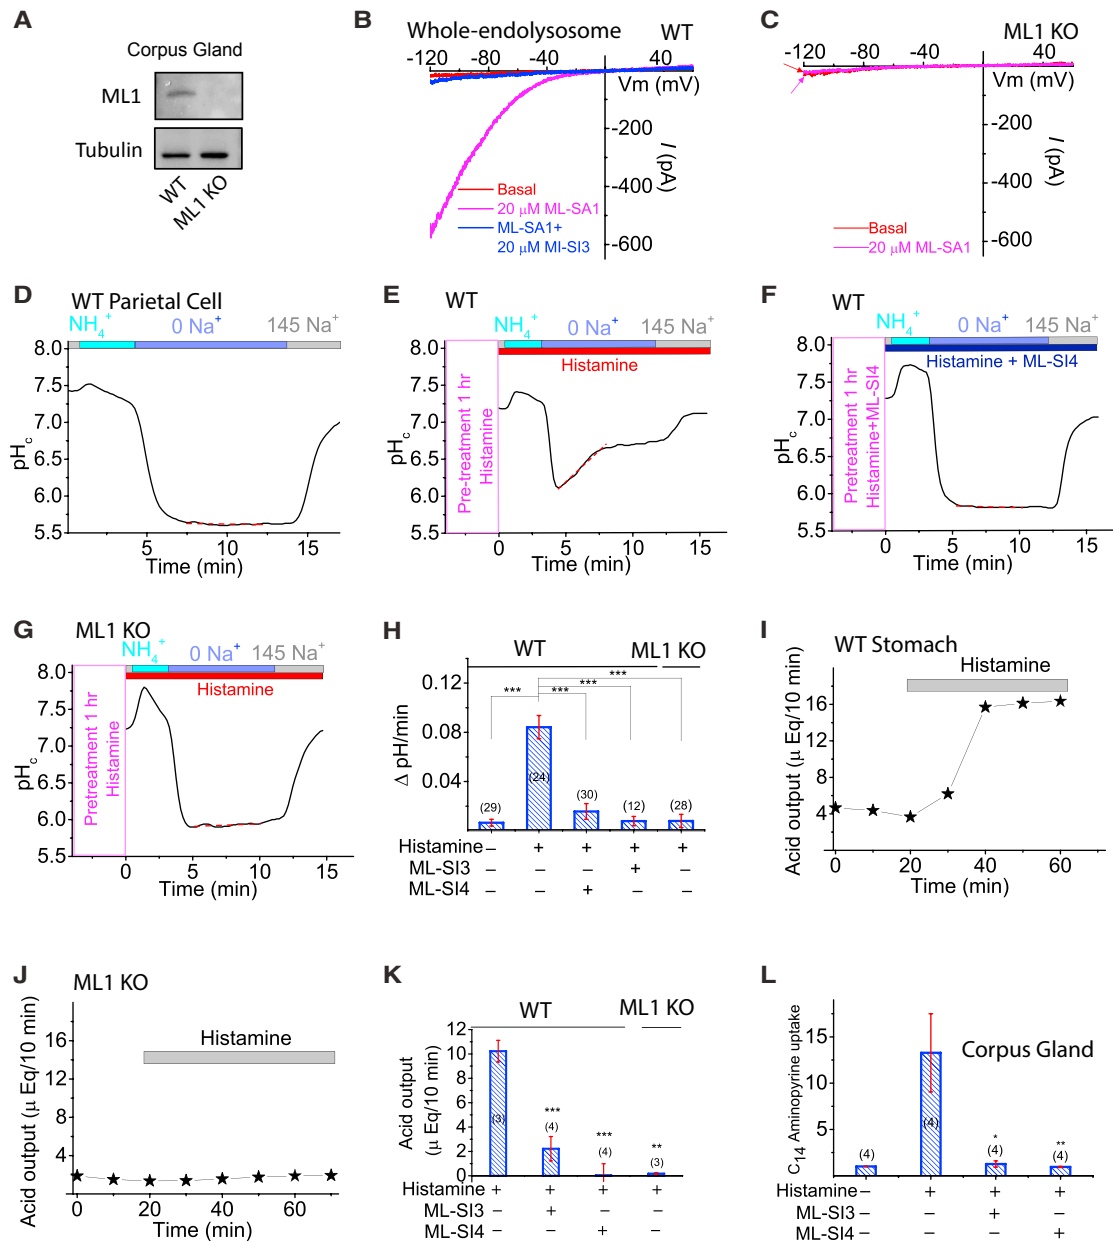 A
Corpus Gland
ML1
Tubulin
WT
ML1 KO
B
Whole-endolysosome WT
-120 -80 -40 40
Vm (mV)
-200
-400
-600
I (pA)
Basal
20 μM ML-SA1
ML-SA1+
20 μM MI-SI3
C
ML1 KO
-120 -80 -40 40
Vm (mV)
-200
-400
-600
I (pA)
Basal
20 μM ML-SA1
D
WT Parietal Cell
NH4+ 0 Na+ 145 Na+
8.0
7.5
7.0
6.5
6.0
5.5
pHc
5 10 15
Time (min)
E
WT
NH4+ 0 Na+ 145 Na+
Histamine
Pre-treatment 1 hr
Histamine
8.0
7.5
7.0
6.5
6.0
5.5
pHc
0 5 10 15
Time (min)
F
WT
NH4+ 0 Na+ 145 Na+
Histamine + ML-SI4
Pretreatment 1 hr
Histamine+ML-SI4
8.0
7.5
7.0
6.5
6.0
5.5
pHc
0 5 10 15
Time (min)
G
ML1 KO
NH4+ 0 Na+ 145 Na+
Histamine
Pretreatment 1 hr
Histamine
8.0
7.5
7.0
6.5
6.0
5.5
pHc
0 5 10 15
Time (min)
H
WT ML1 KO
*** *** *** ***
0.12
0.08
0.04
Δ pH/min
(29) (24) (30) (12) (28)
Histamine – + + + +
ML-SI3 – – – + –
ML-SI4 – – + – –
I
WT Stomach
Histamine
16
12
8
4
Acid output (μ Eq/10 min)
0 20 40 60
Time (min)
J
ML1 KO
Histamine
16
12
8
4
Acid output (μ Eq/10 min)
0 20 40 60
Time (min)
K
WT ML1 KO
12
10
8
6
4
2
0
Acid output
(μ Eq/10 min)
*** *** **
(3) (4) (4) (3)
Histamine + + + +
ML-SI3 – + – –
ML-SI4 – – + –
L
Corpus Gland
15
10
5
C14 Aminopyrine uptake
* **
(4) (4) (4) (4)
Histamine – + + +
ML-SI3 – – + –
ML-SI4 – – – +